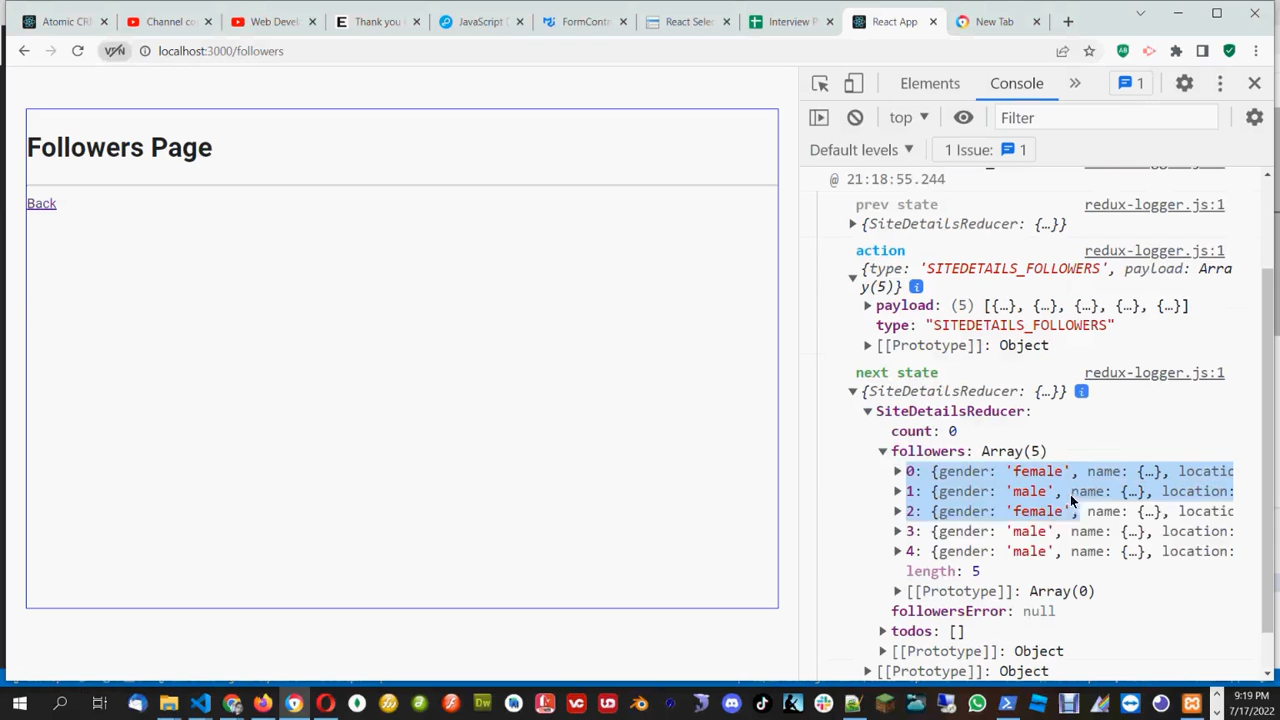 Atomic CR
Channel co
Web Devel
Thank you
JavaScript D
FormContr
React Selec
Interview R
React App
New Tab
VPN
localhost:3000/followers
Followers Page
Back
Elements
Console
1
top
Filter
Default levels
1 Issue: 1
@ 21:18:55.244
prev state redux-logger.js:1
{SiteDetailsReducer: {…}}
action redux-logger.js:1
{type: 'SITEDETAILS_FOLLOWERS', payload: Arra
y(5)}
payload: (5) [{…}, {…}, {…}, {…}, {…}]
type: "SITEDETAILS_FOLLOWERS"
[[Prototype]]: Object
next state redux-logger.js:1
{SiteDetailsReducer: {…}}
SiteDetailsReducer:
count: 0
followers: Array(5)
0: {gender: 'female', name: {…}, locatic
1: {gender: 'male', name: {…}, location:
2: {gender: 'female', name: {…}, locatic
3: {gender: 'male', name: {…}, location:
4: {gender: 'male', name: {…}, location:
length: 5
[[Prototype]]: Array(0)
followersError: null
todos: []
[[Prototype]]: Object
[[Prototype]]: Object
9:19 PM
7/17/2022